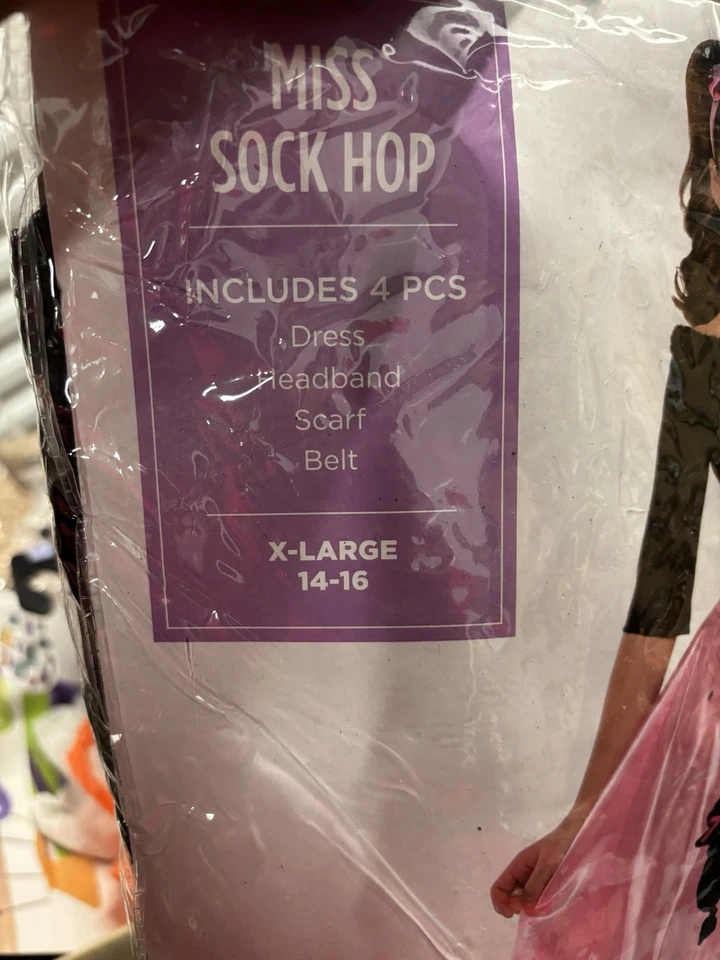 MISS
SOCK HOP
INCLUDES 4 PCS
Dress
Headband
Scarf
Belt
X-LARGE
14-16